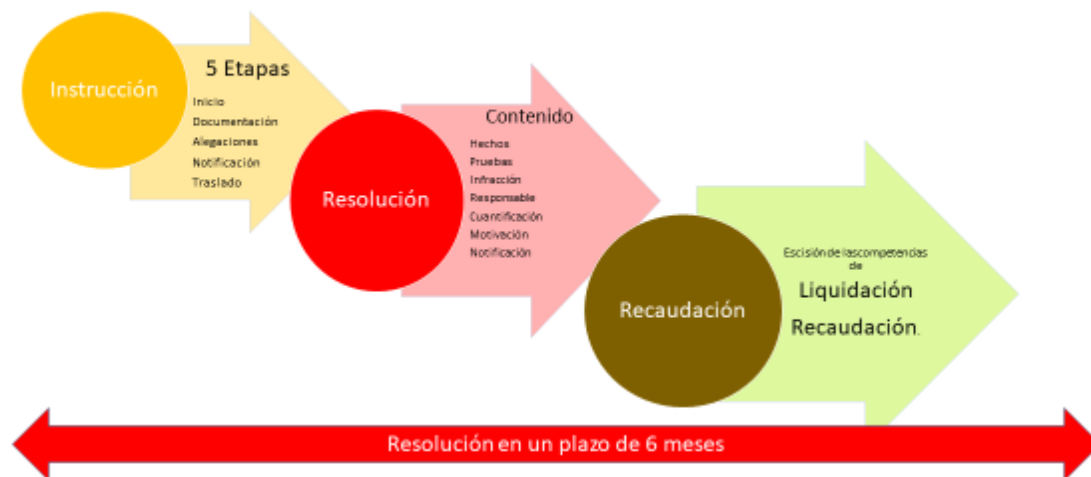 Instrucción
5 Etapas
Inicio
Documentación
Alegaciones
Notificación
Traslado
Resolución
Contenido
Hechos
Pruebas
Infracción
Responsable
Cuantificación
Motivación
Notificación
Recaudación
Escisión de lascompetencias
de
Liquidación
Recaudación.
Resolución en un plazo de 6 meses